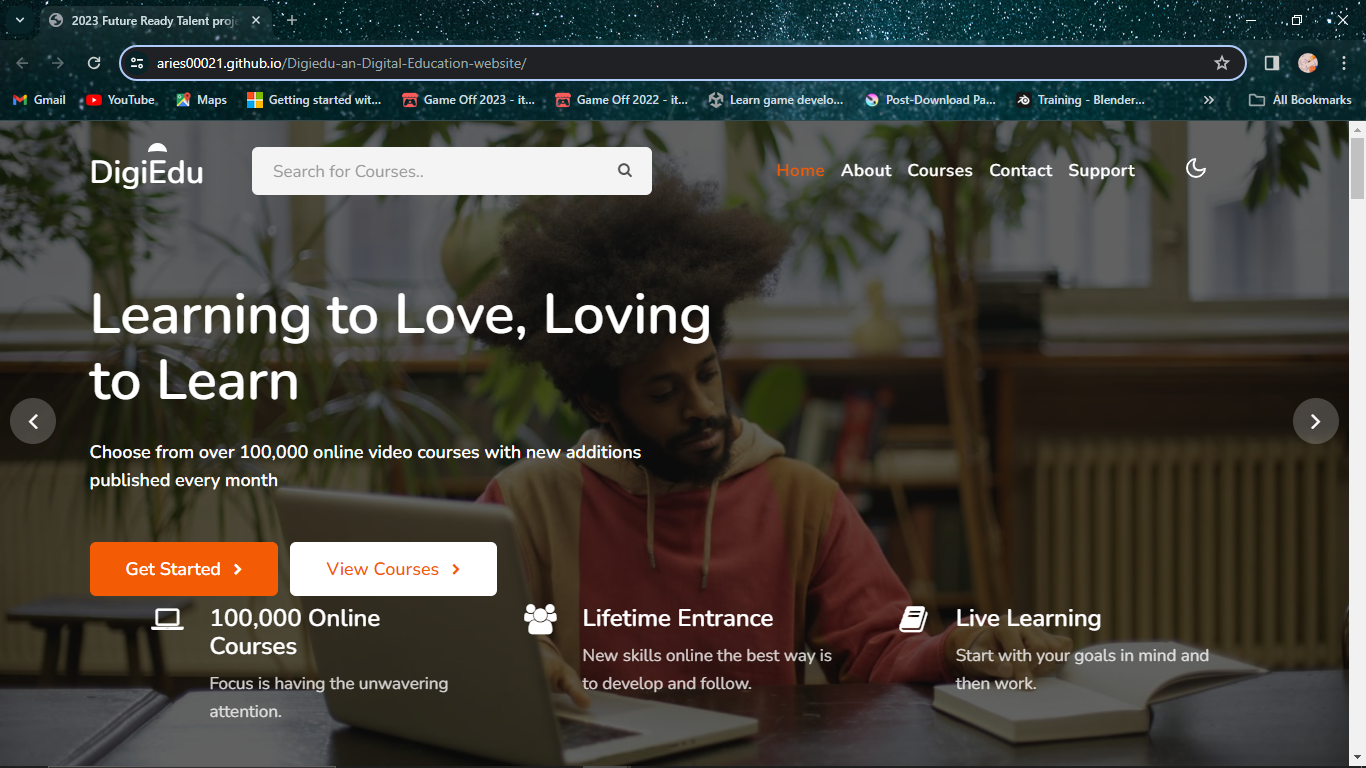 2023 Future Ready Talent proje
aries00021.github.io/Digiedu-an-Digital-Education-website/
Gmail YouTube Maps Getting started wit... Game Off 2023 - it... Game Off 2022 - it... Learn game develo... Post-Download Pa... Training - Blender... All Bookmarks
DigiEdu Search for Courses.. Home About Courses Contact Support
Learning to Love, Loving
to Learn
Choose from over 100,000 online video courses with new additions
published every month
Get Started View Courses
100,000 Online
Courses
Focus is having the unwavering
attention.
Lifetime Entrance
New skills online the best way is
to develop and follow.
Live Learning
Start with your goals in mind and
then work.